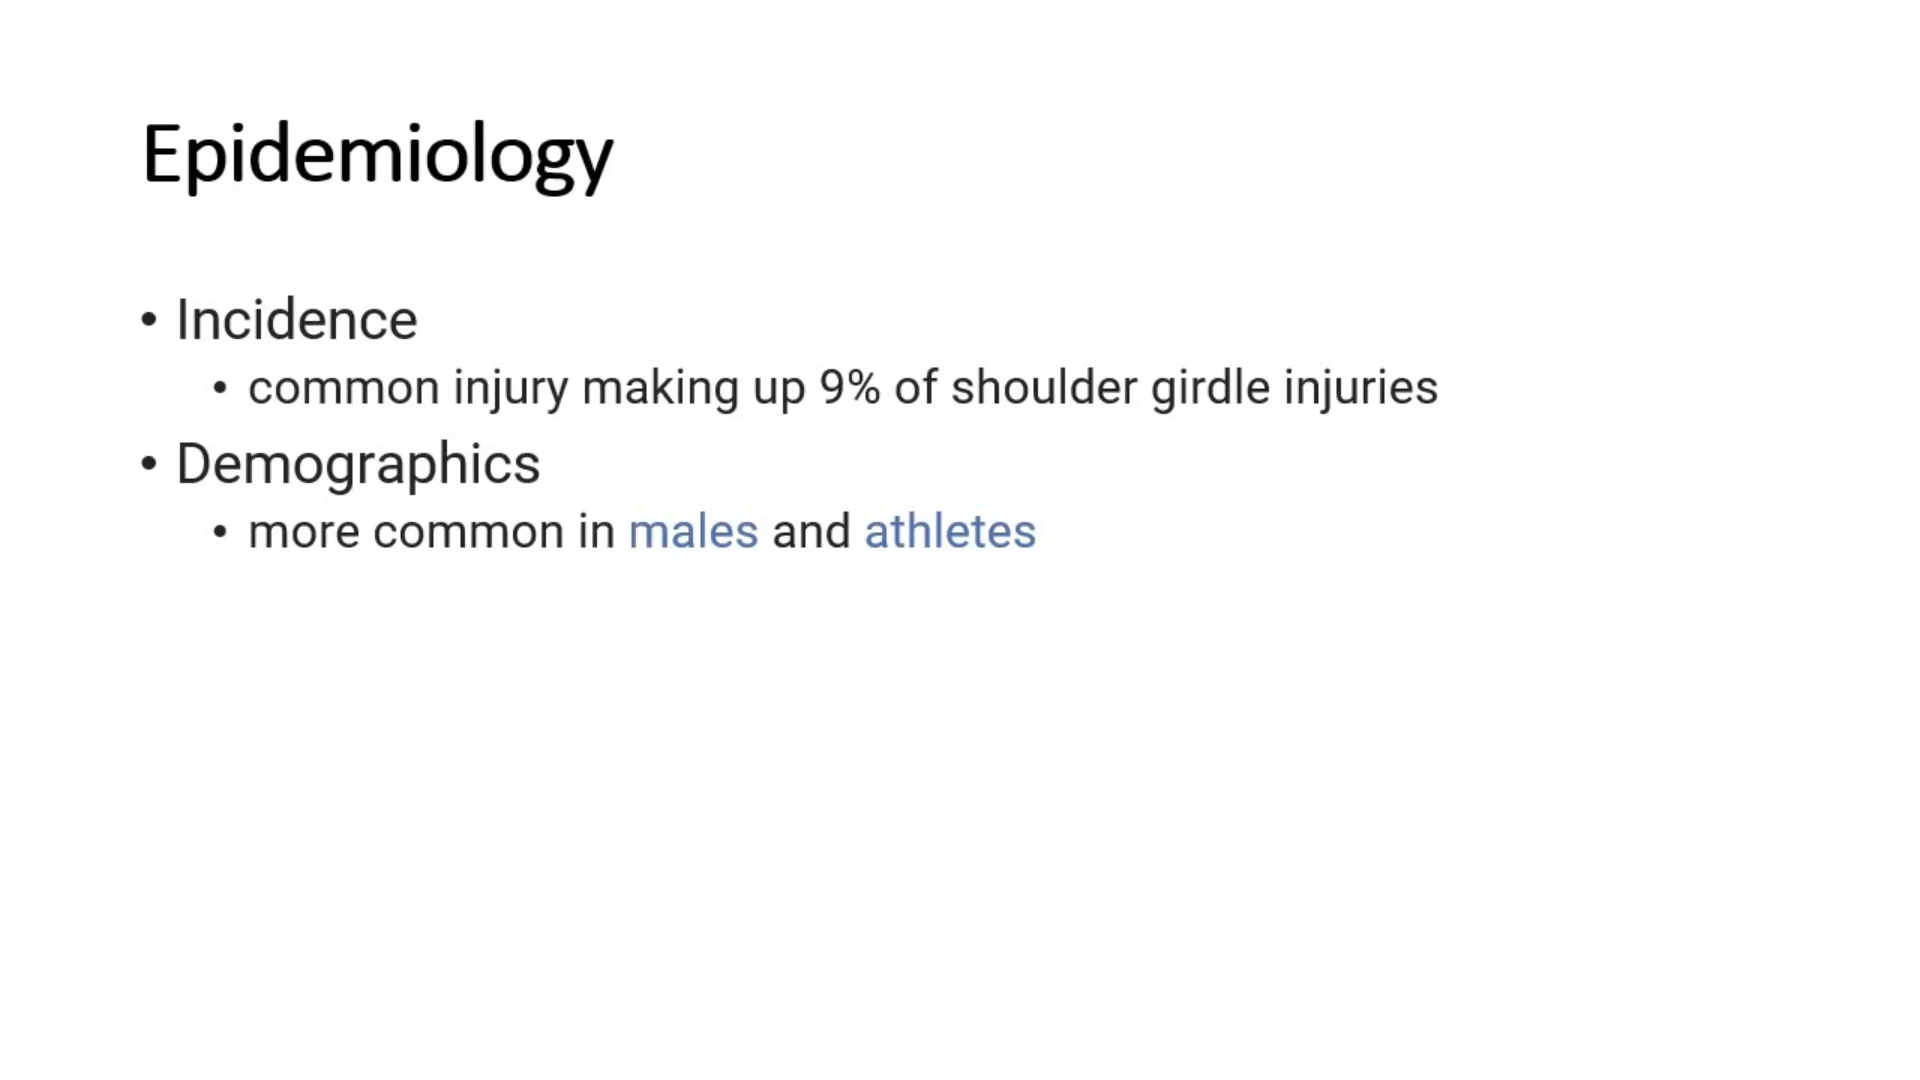 Epidemiology
• Incidence
• common injury making up 9% of shoulder girdle injuries
• Demographics
• more common in males and athletes